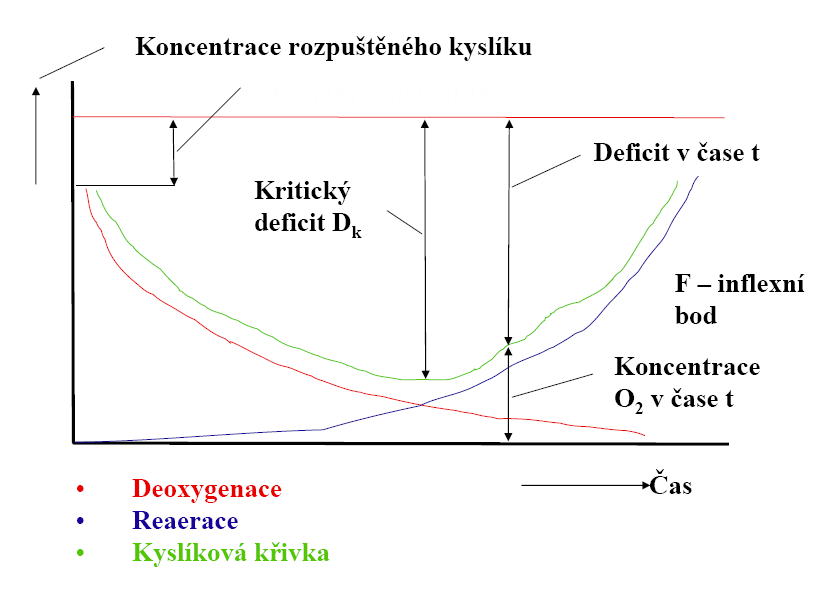 Koncentrace rozpuštěného kyslíku
Deficit v čase t
Kritický
deficit Dk
F – inflexní
bod
Koncentrace
O2 v čase t
Čas
• Deoxygenace
• Reaerace
• Kyslíková křivka